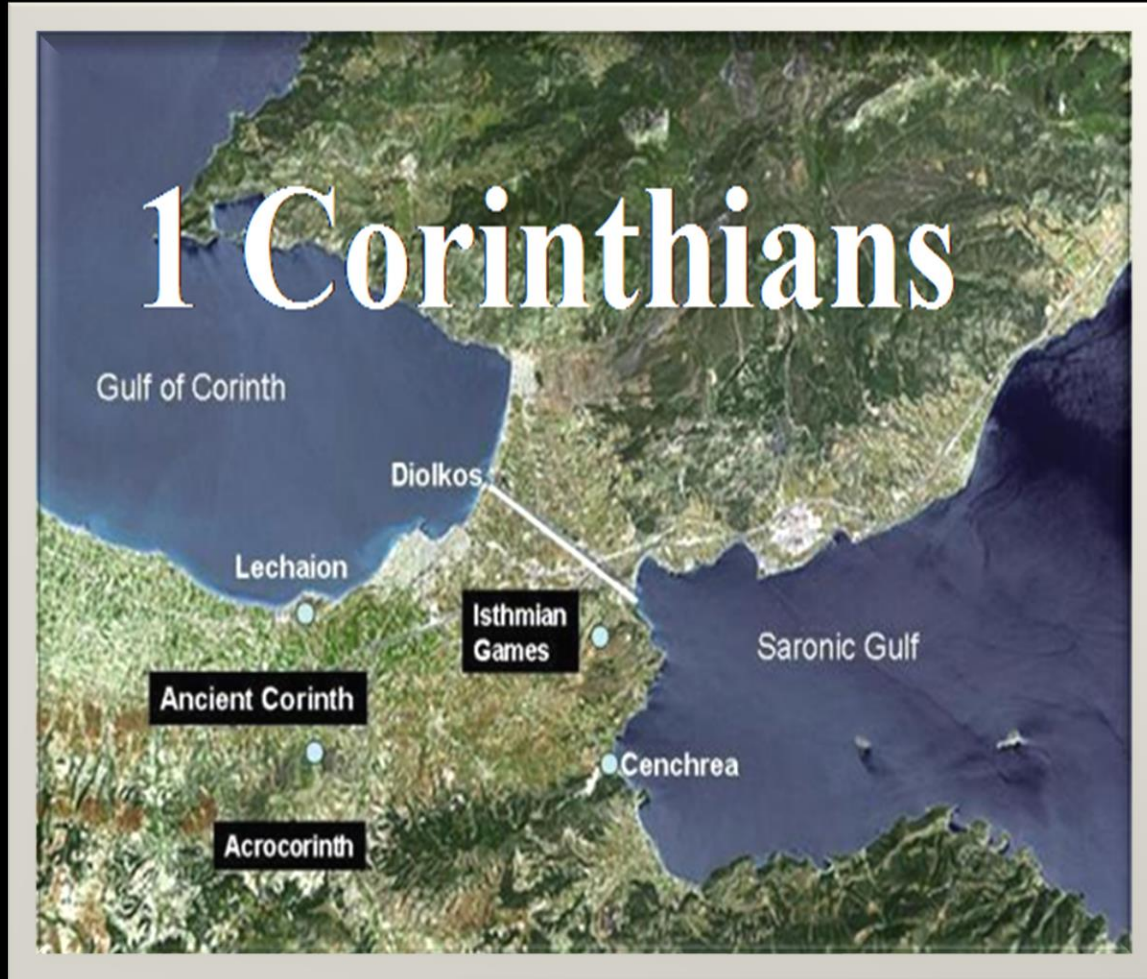 1 Corinthians
Gulf of Corinth
Diolkos
Lechaion
Isthmian
Games
Saronic Gulf
Ancient Corinth
Cenchrea
Acrocorinth